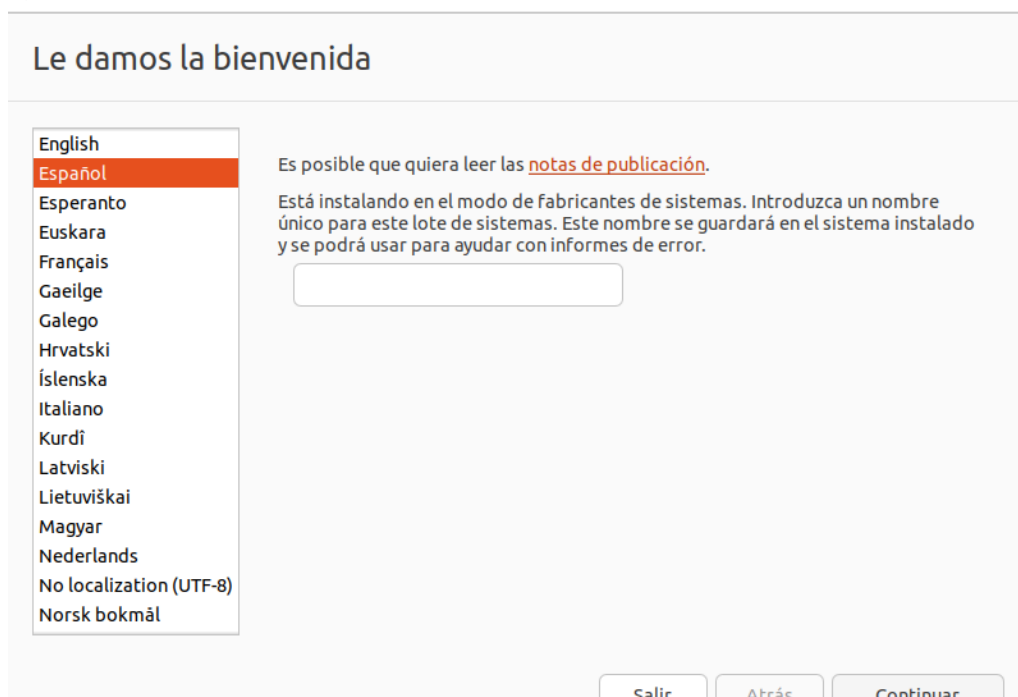 Le damos la bienvenida
English
Español
Esperanto
Euskara
Français
Gaeilge
Galego
Hrvatski
Íslenska
Italiano
Kurdî
Latviski
Lietuviškai
Magyar
Nederlands
No localization (UTF-8)
Norsk bokmål
Es posible que quiera leer las notas de publicación.
Está instalando en el modo de fabricantes de sistemas. Introduzca un nombre
único para este lote de sistemas. Este nombre se guardará en el sistema instalado
y se podrá usar para ayudar con informes de error.
Salir
Atrás
Continuar